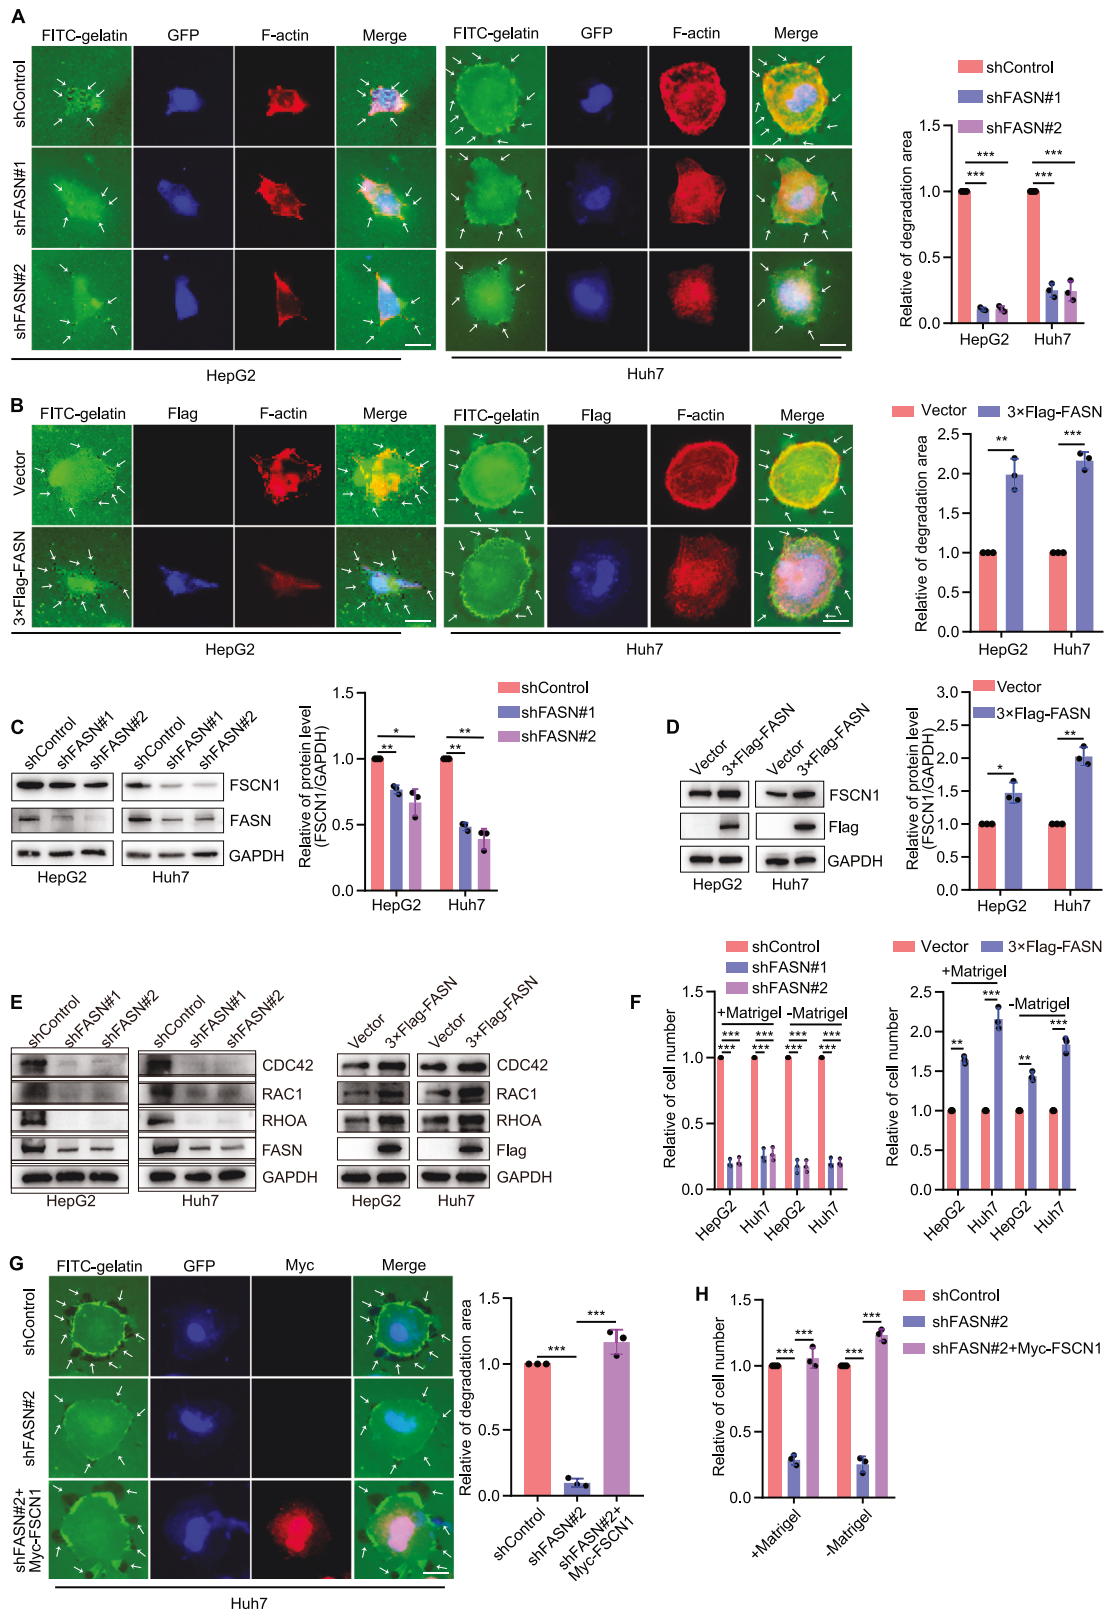 A
FITC-gelatin GFP F-actin Merge FITC-gelatin GFP F-actin Merge
shControl
shFASN#1
shFASN#2
HepG2 Huh7
shControl
shFASN#1
shFASN#2
Relative of degradation area
1.0
0.5
0.0
*** *** *** ***
HepG2 Huh7
B
FITC-gelatin Flag F-actin Merge FITC-gelatin Flag F-actin Merge
Vector
3×Flag-FASN
HepG2 Huh7
Vector 3×Flag-FASN
Relative of degradation area
2.5
2.0
1.5
1.0
0.5
0.0
** ***
HepG2 Huh7
C
shControl shFASN#1 shFASN#2 shControl shFASN#1 shFASN#2
FSCN1
FASN
GAPDH
HepG2 Huh7
shControl
shFASN#1
shFASN#2
Relative of protein level
(FSCN1/GAPDH)
1.5
1.0
0.5
0.0
* ** ** **
HepG2 Huh7
D
Vector 3×Flag-FASN Vector 3×Flag-FASN
FSCN1
Flag
GAPDH
HepG2 Huh7
Vector
3×Flag-FASN
Relative of protein level
(FSCN1/GAPDH)
3.0
2.5
2.0
1.5
1.0
0.5
0.0
* **
HepG2 Huh7
E
shControl shFASN#1 shFASN#2 shControl shFASN#1 shFASN#2
CDC42
RAC1
RHOA
FASN
GAPDH
HepG2 Huh7
Vector 3×Flag-FASN Vector 3×Flag-FASN
CDC42
RAC1
RHOA
Flag
GAPDH
HepG2 Huh7
F
shControl
shFASN#1
shFASN#2
+Matrigel -Matrigel
Relative of cell number
1.5
1.0
0.5
0.0
*** *** *** ***
*** *** *** ***
HepG2 Huh7 HepG2 Huh7
Vector 3×Flag-FASN
+Matrigel
-Matrigel
Relative of cell number
2.5
2.0
1.5
1.0
0.5
0.0
** *** ** ***
HepG2 Huh7 HepG2 Huh7
G
FITC-gelatin GFP Myc Merge
shControl
shFASN#2
shFASN#2+
Myc-FSCN1
Huh7
Relative of degradation area
1.5
1.0
0.5
0.0
*** ***
shControl
shFASN#2
shFASN#2+
Myc-FSCN1
H
shControl
shFASN#2
shFASN#2+Myc-FSCN1
Relative of cell number
1.5
1.0
0.5
0.0
*** *** *** ***
+Matrigel -Matrigel